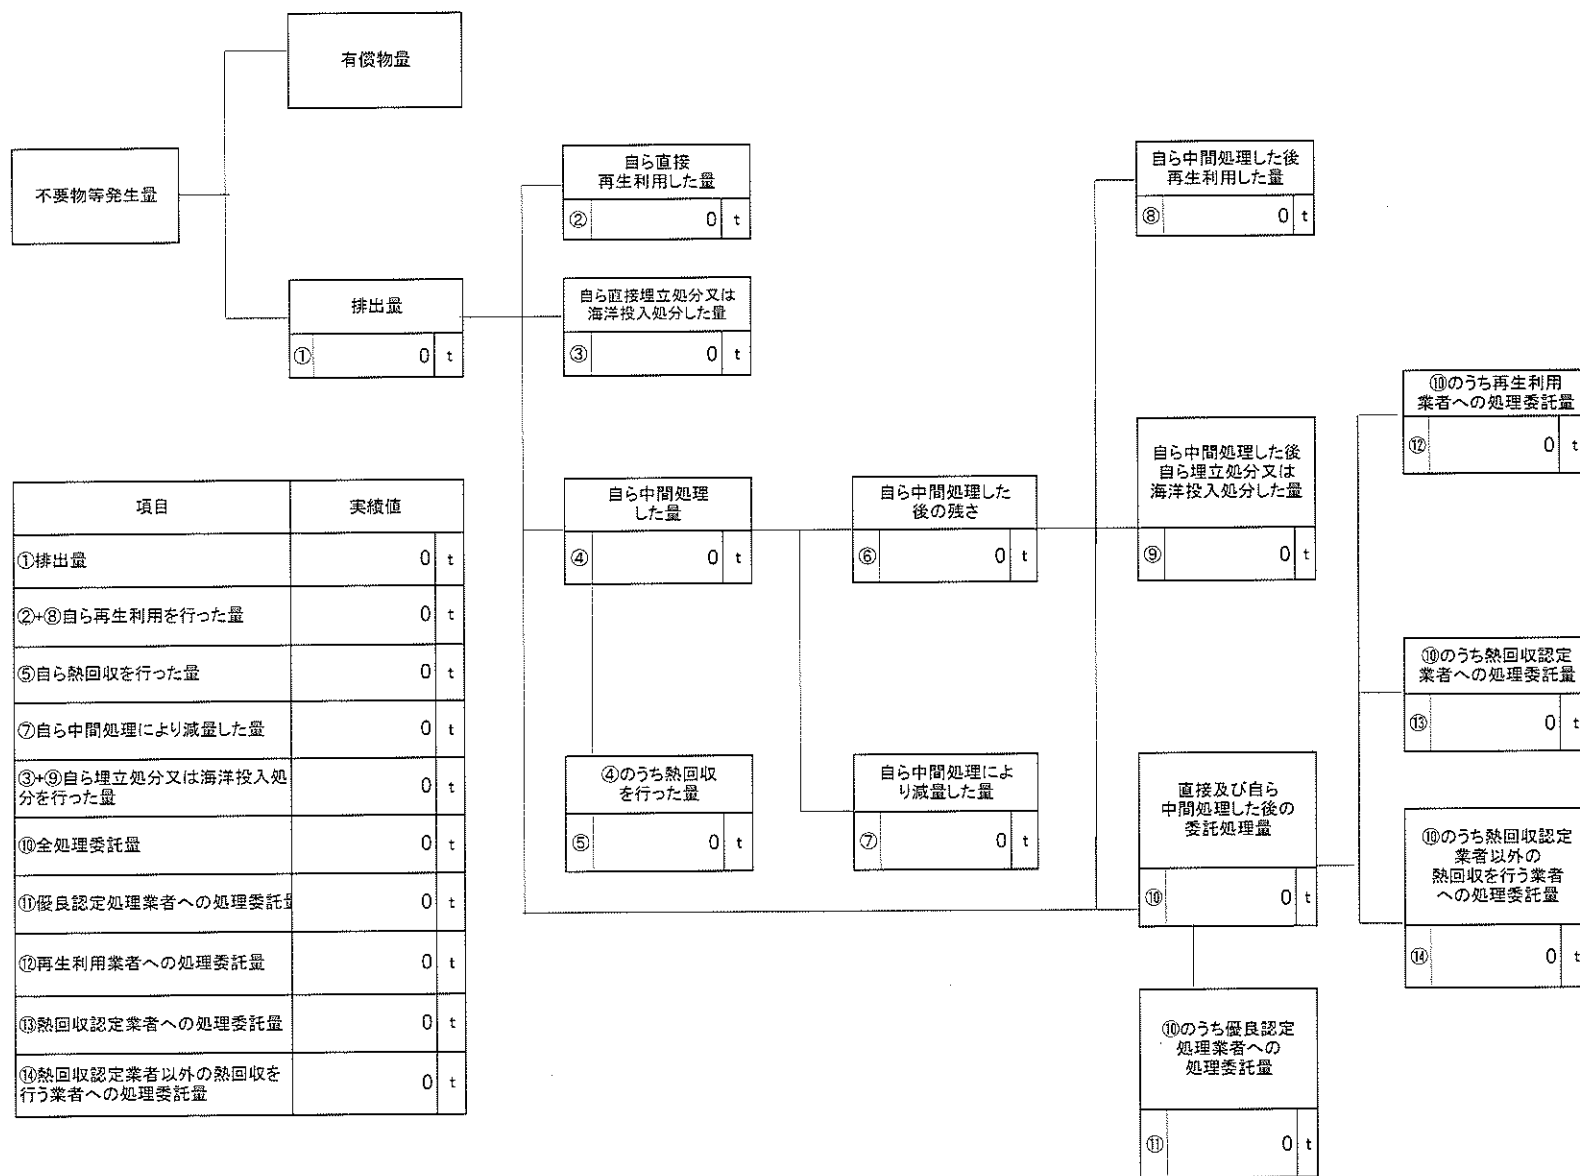 有償物量
不要物等発生量
排出量
① 0 t
自ら直接
再生利用した量
② 0 t
自ら直接埋立処分又は
海洋投入処分した量
③ 0 t
自ら中間処理
した量
④ 0 t
④のうち熱回収
を行った量
⑤ 0 t
自ら中間処理した
後の残さ
⑥ 0 t
自ら中間処理によ
り減量した量
⑦ 0 t
自ら中間処理した後
再生利用した量
⑧ 0 t
自ら中間処理した後
自ら埋立処分又は
海洋投入処分した量
⑨ 0 t
直接及び自ら
中間処理した後の
委託処理量
⑩ 0 t
⑩のうち優良認定
処理業者への
処理委託量
⑪ 0 t
⑩のうち再生利用
業者への処理委託量
⑫ 0 t
⑩のうち熱回収認定
業者への処理委託量
⑬ 0 t
⑩のうち熱回収認定
業者以外の
熱回収を行う業者
への処理委託量
⑭ 0 t
項目 実績値
①排出量 0 t
②+⑧自ら再生利用を行った量 0 t
⑤自ら熱回収を行った量 0 t
⑦自ら中間処理により減量した量 0 t
③+⑨自ら埋立処分又は海洋投入処
分を行った量 0 t
⑩全処理委託量 0 t
⑪優良認定処理業者への処理委託量 0 t
⑫再生利用業者への処理委託量 0 t
⑬熱回収認定業者への処理委託量 0 t
⑭熱回収認定業者以外の熱回収を
行う業者への処理委託量 0 t